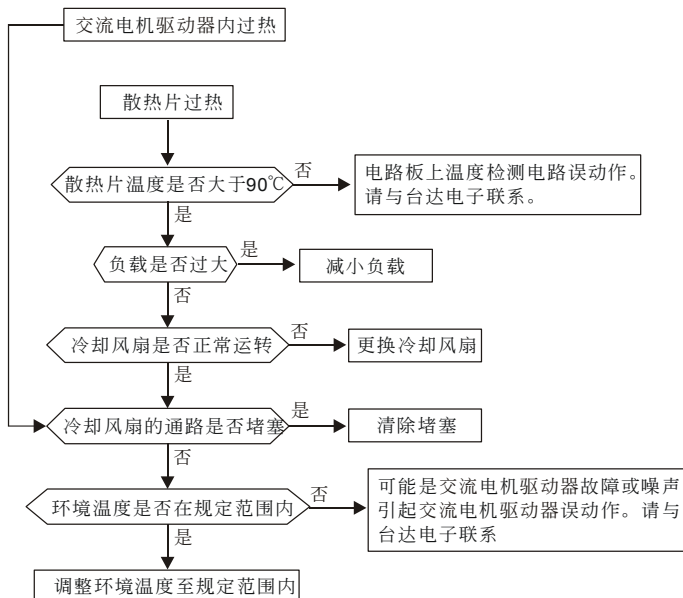 交流电机驱动器内过热
散热片过热
散热片温度是否大于90℃
否
电路板上温度检测电路误动作。
请与台达电子联系。
是
负载是否过大
是
减小负载
否
冷却风扇是否正常运转
否
更换冷却风扇
是
冷却风扇的通路是否堵塞
是
清除堵塞
否
环境温度是否在规定范围内
否
可能是交流电机驱动器故障或噪声
引起交流电机驱动器误动作。请与
台达电子联系
是
调整环境温度至规定范围内